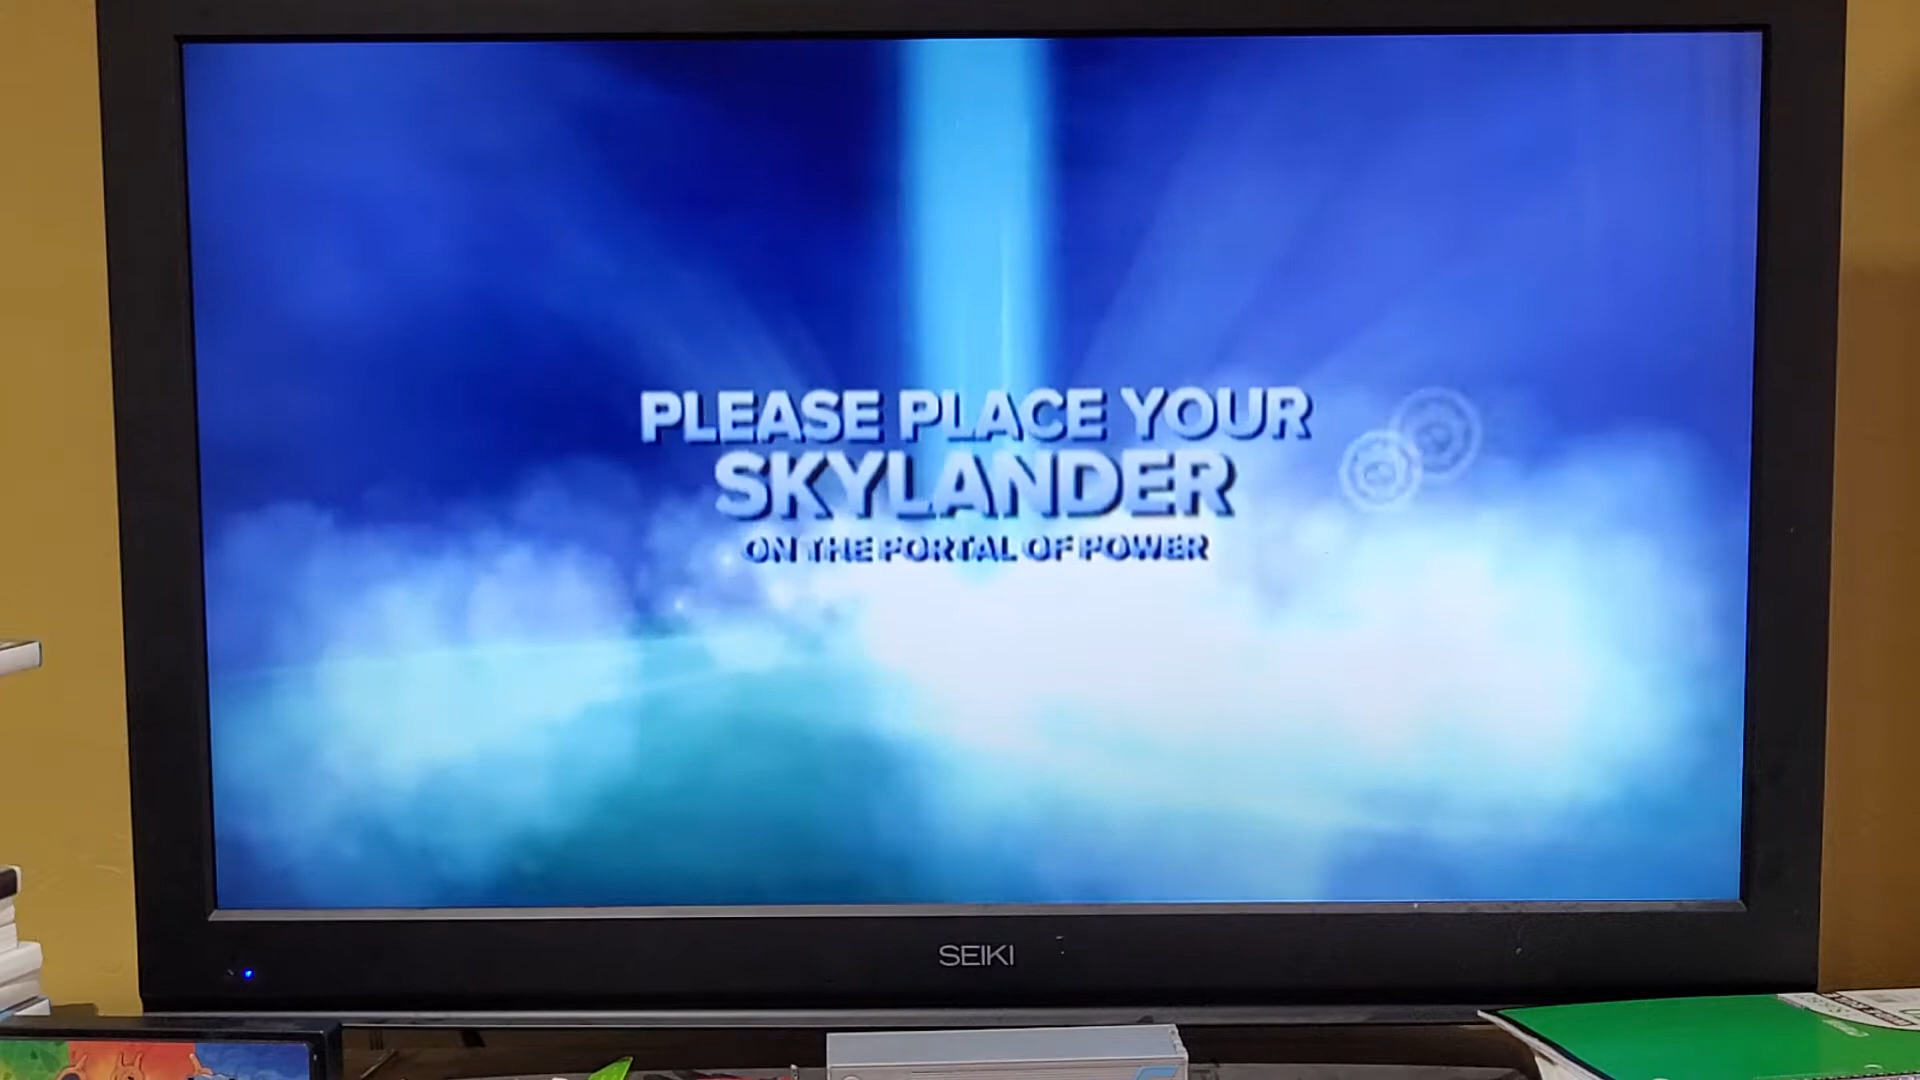 PLEASE PLACE YOUR
SKYLANDER
ON THE PORTAL OF POWER
SEIKI